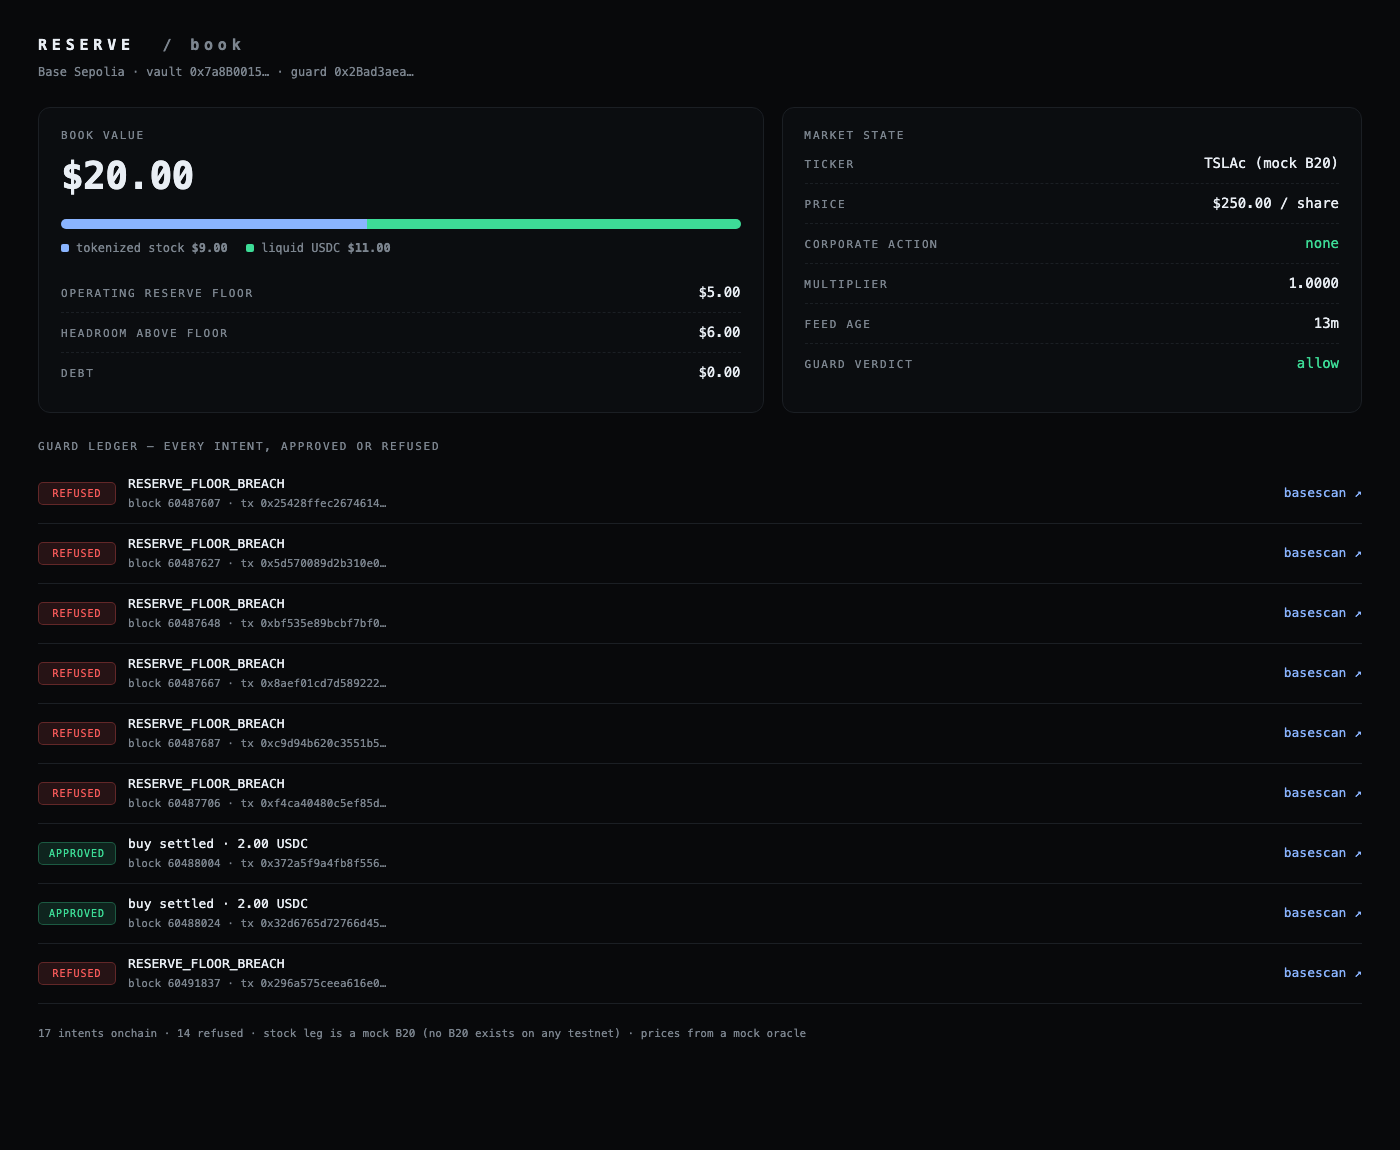 RESERVE / book
Base Sepolia · vault 0x7a8B0015… · guard 0x2Bad3aea…
BOOK VALUE
$20.00
tokenized stock $9.00 liquid USDC $11.00
OPERATING RESERVE FLOOR $5.00
HEADROOM ABOVE FLOOR $6.00
DEBT $0.00
MARKET STATE
TICKER TSLAc (mock B20)
PRICE $250.00 / share
CORPORATE ACTION none
MULTIPLIER 1.0000
FEED AGE 13m
GUARD VERDICT allow
GUARD LEDGER — EVERY INTENT, APPROVED OR REFUSED
REFUSED RESERVE_FLOOR_BREACH basescan ↗
block 60487607 · tx 0x25428ffec2674614…
REFUSED RESERVE_FLOOR_BREACH basescan ↗
block 60487627 · tx 0x5d570089d2b310e0…
REFUSED RESERVE_FLOOR_BREACH basescan ↗
block 60487648 · tx 0xbf535e89bcbf7bf0…
REFUSED RESERVE_FLOOR_BREACH basescan ↗
block 60487667 · tx 0x8aef01cd7d589222…
REFUSED RESERVE_FLOOR_BREACH basescan ↗
block 60487687 · tx 0xc9d94b620c3551b5…
REFUSED RESERVE_FLOOR_BREACH basescan ↗
block 60487706 · tx 0xf4ca40480c5ef85d…
APPROVED buy settled · 2.00 USDC basescan ↗
block 60488004 · tx 0x372a5f9a4fb8f556…
APPROVED buy settled · 2.00 USDC basescan ↗
block 60488024 · tx 0x32d6765d72766d45…
REFUSED RESERVE_FLOOR_BREACH basescan ↗
block 60491837 · tx 0x296a575ceea616e0…
17 intents onchain · 14 refused · stock leg is a mock B20 (no B20 exists on any testnet) · prices from a mock oracle